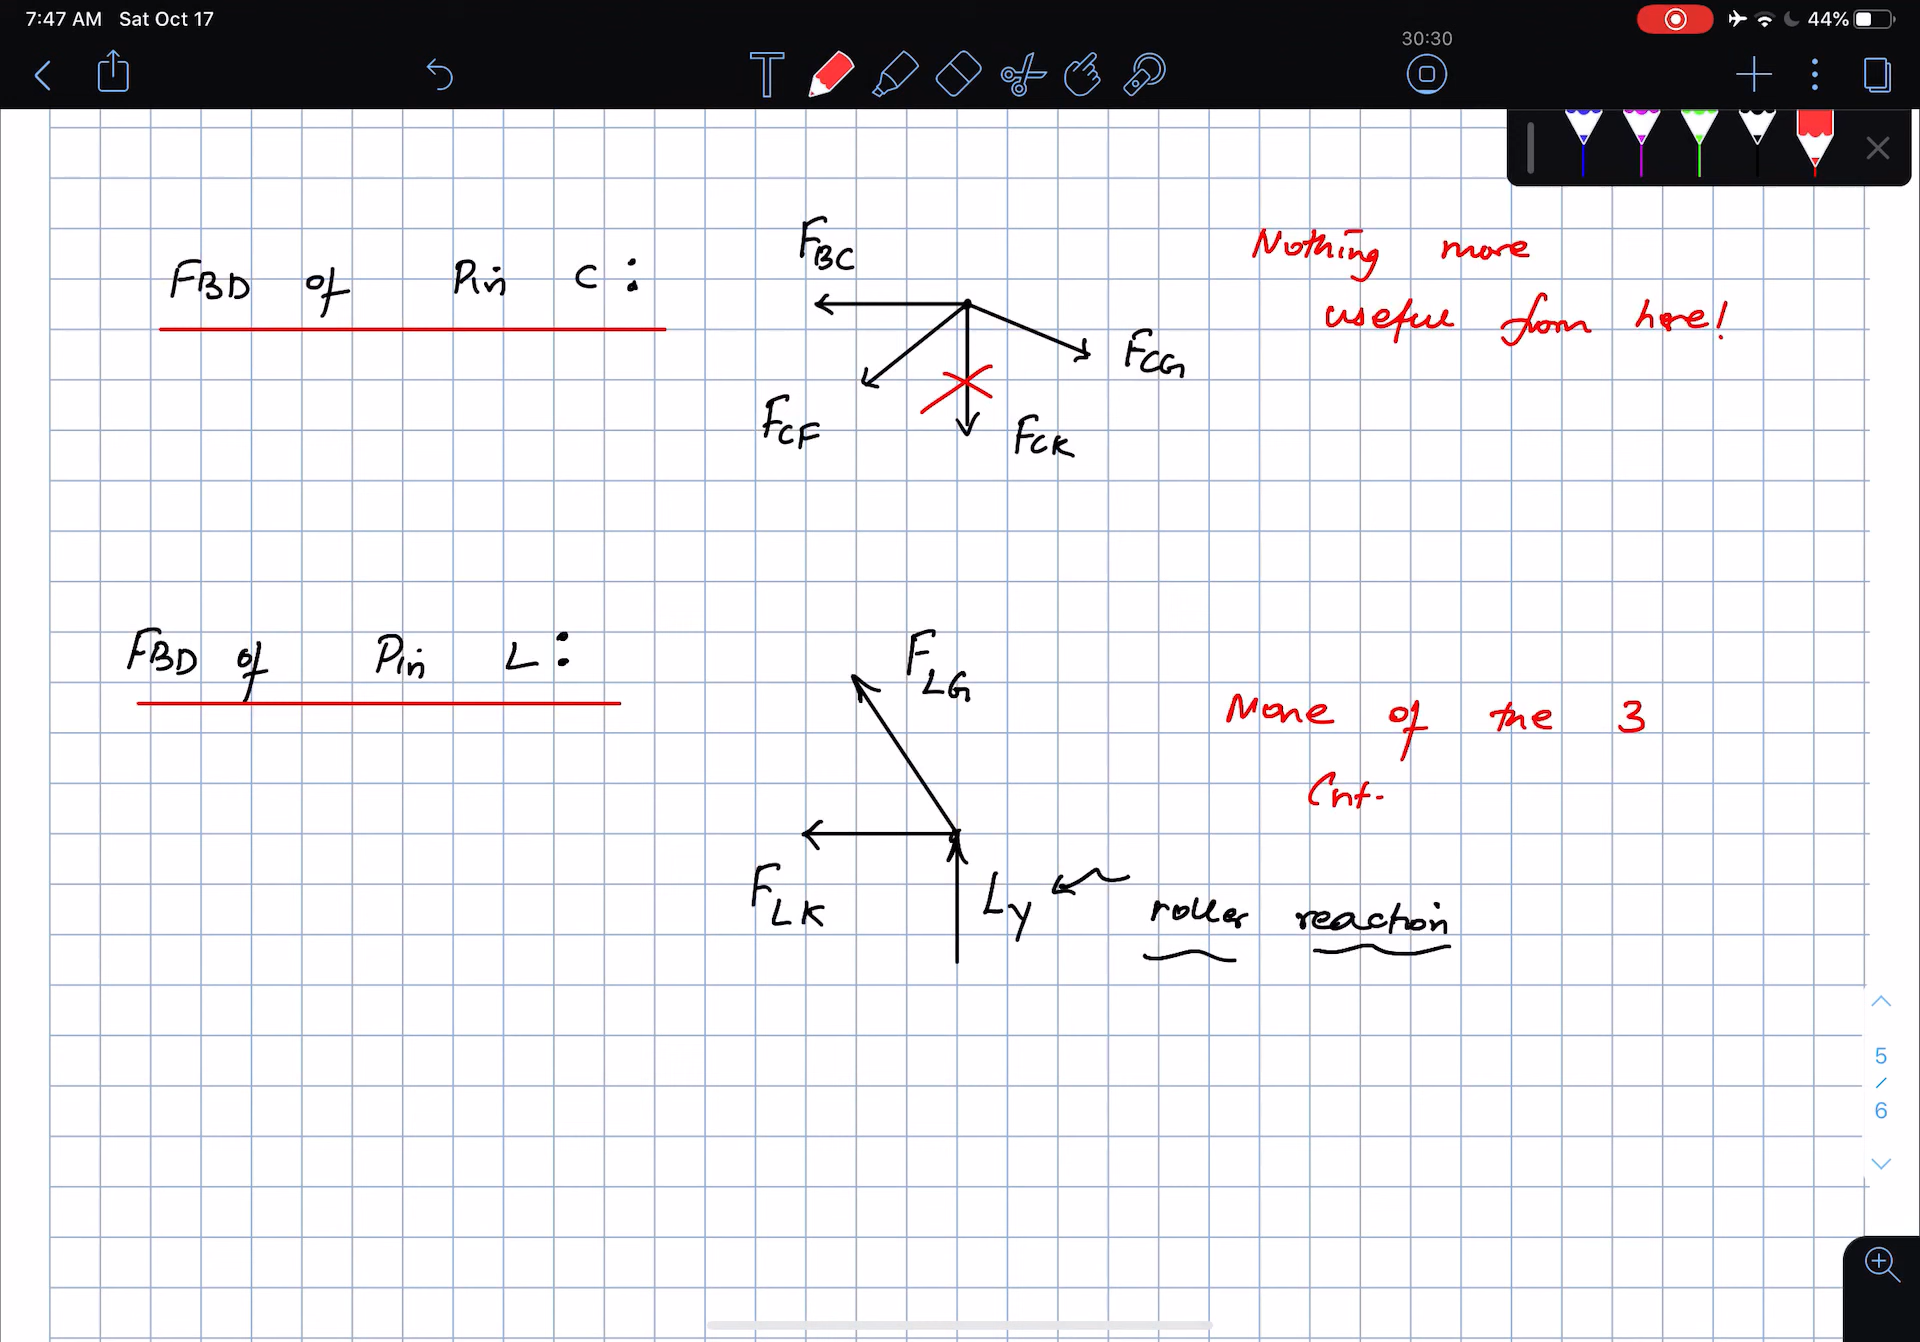 7:47 AM Sat Oct 17
44%
30:30
FBD of Pin C:
FBC
FCF
FCK
FCG
Nothing more
useful from here!
FBD of Pin L:
FLG
FLK
Ly
roller reaction
None of the 3
Crit.
5
/
6